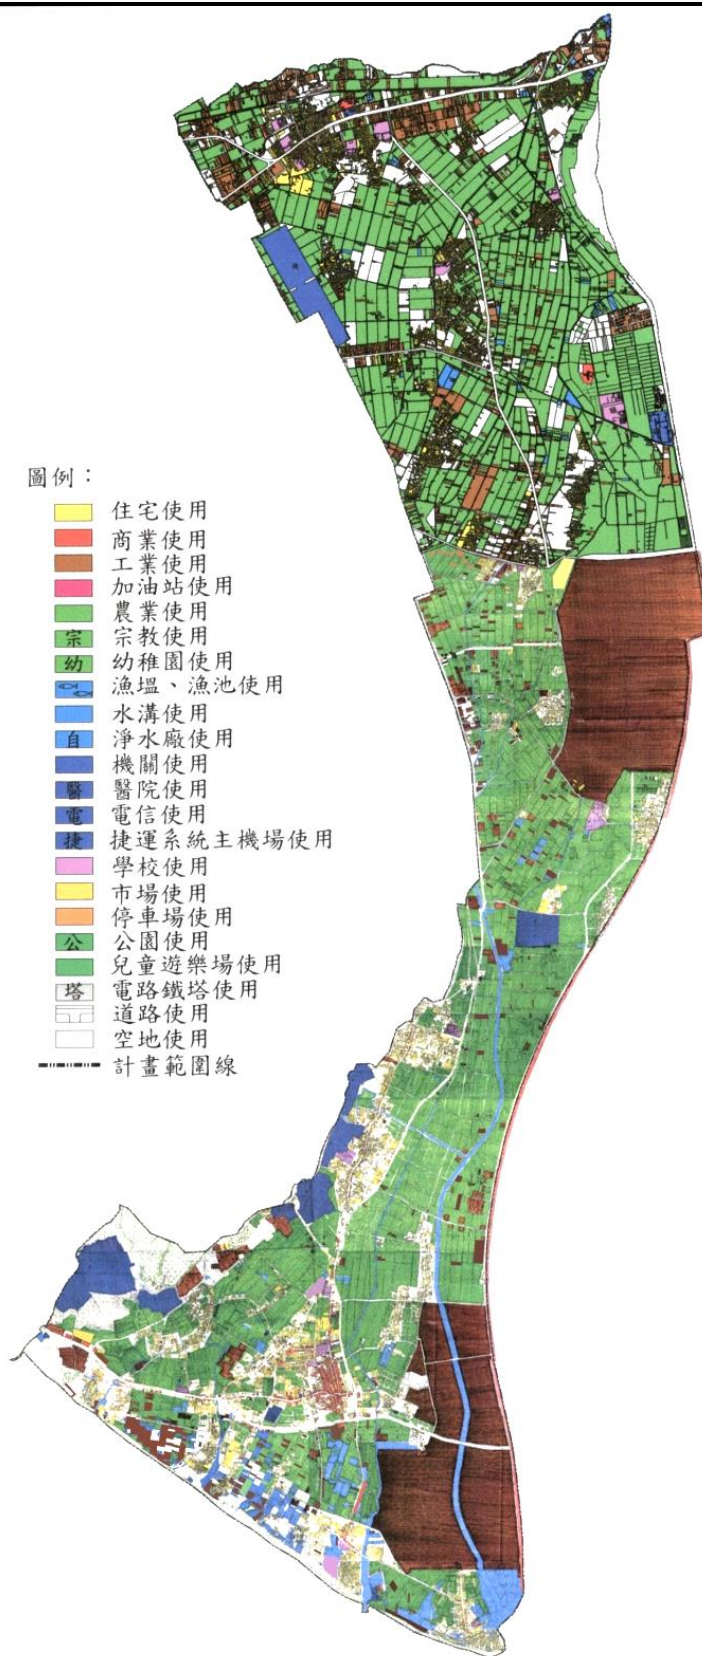 圖例：
住宅使用
商業使用
工業使用
加油站使用
農業使用
宗 宗教使用
幼 幼稚園使用
漁塭、漁池使用
水溝使用
自 淨水廠使用
機關使用
醫 醫院使用
電 電信使用
捷 捷運系統主機場使用
學校使用
市場使用
停車場使用
公 公園使用
兒童遊樂場使用
塔 電路鐵塔使用
道路使用
空地使用
計畫範圍線